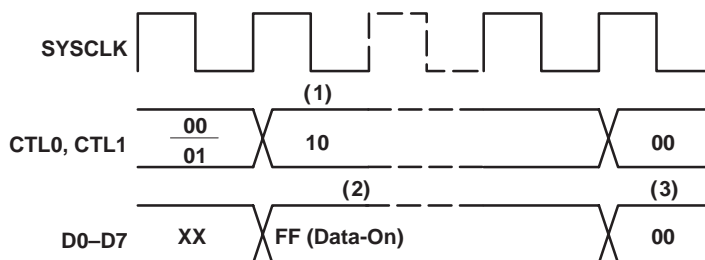 SYSCLK
(1)
CTL0, CTL1
00
01
10
00
(2)
(3)
D0–D7
XX
FF (Data-On)
00